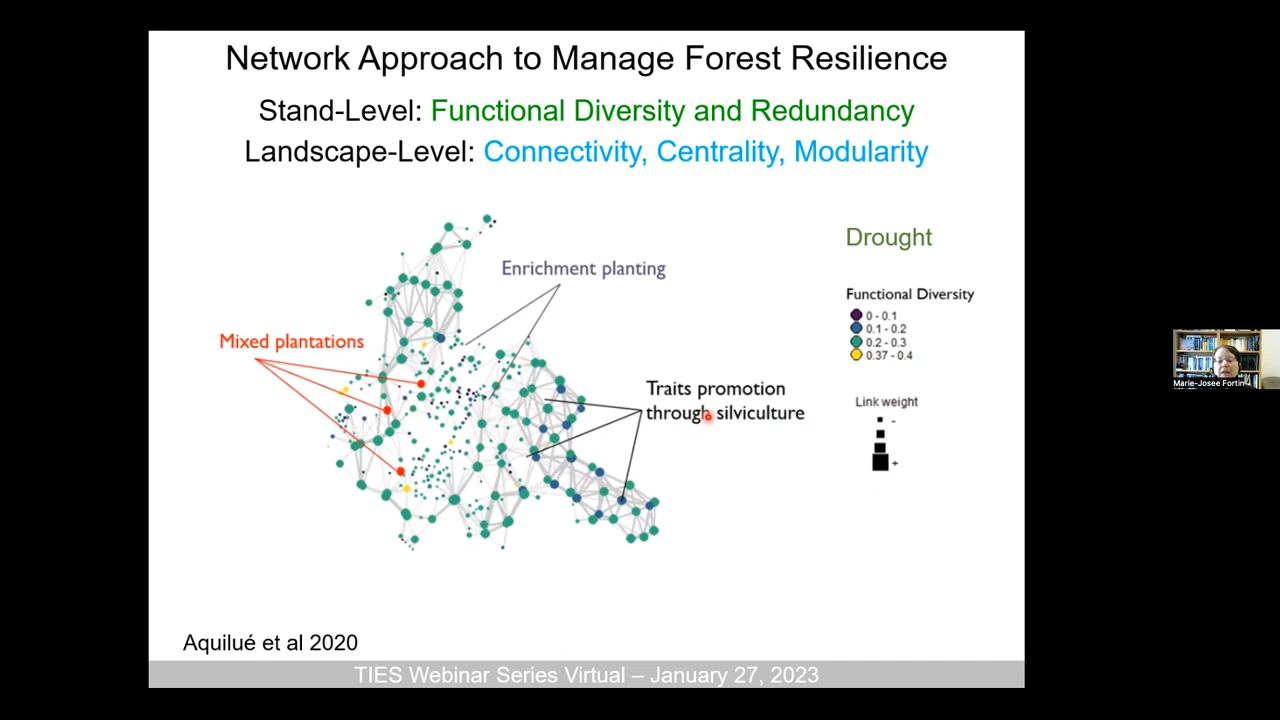 Network Approach to Manage Forest Resilience
Stand-Level: Functional Diversity and Redundancy
Landscape-Level: Connectivity, Centrality, Modularity
Drought
Enrichment planting
Functional Diversity
0 - 0.1
0.1 - 0.2
0.2 - 0.3
0.37 - 0.4
Mixed plantations
Traits promotion
through silviculture
Link weight
-
+
Marie-Josee Fortin
Aquilué et al 2020
TIES Webinar Series Virtual – January 27, 2023